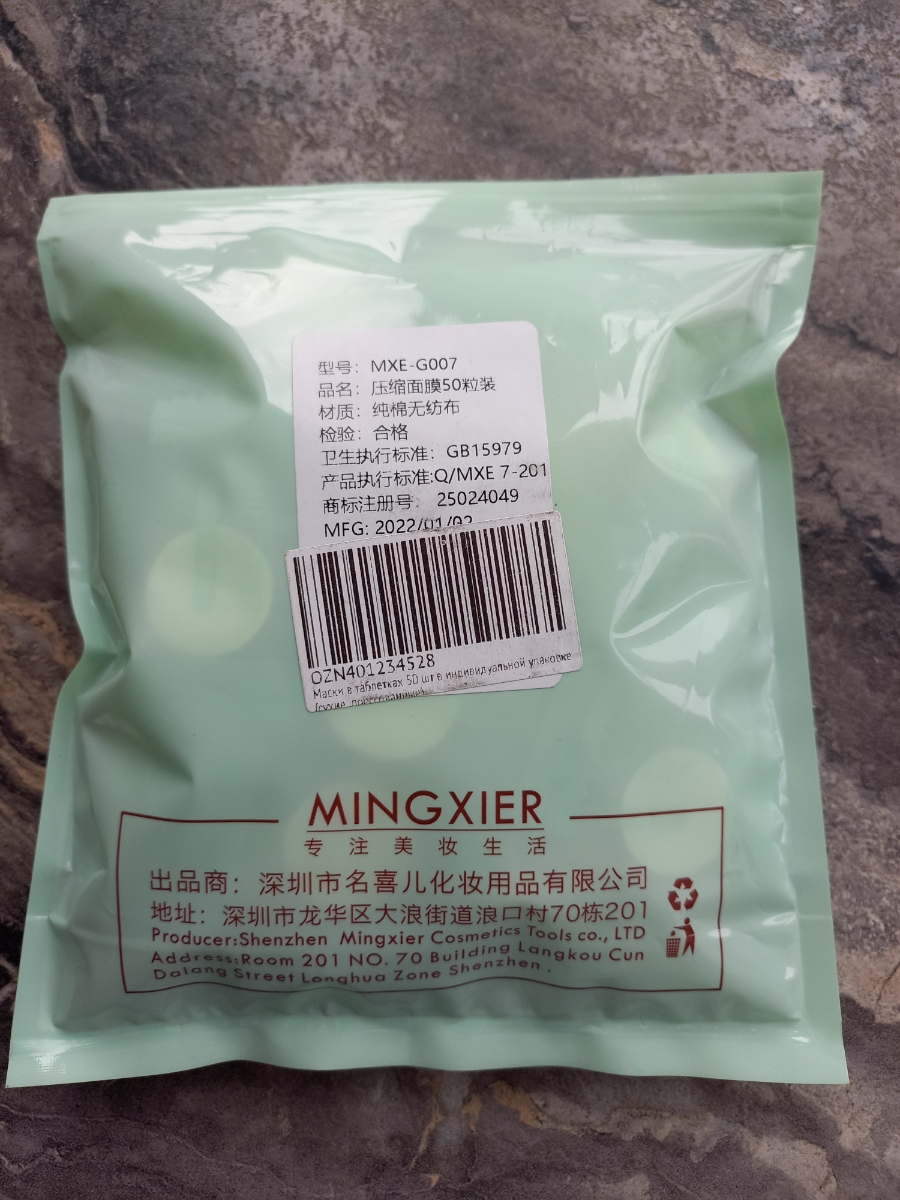 型号：MXE-G007
品名：压缩面膜50粒装
材质：纯棉无纺布
检验：合格
卫生执行标准：GB15979
产品执行标准:Q/MXE 7-201
商标注册号： 25024049
MFG: 2022/01/02
OZN401234528
Маски в таблетках 50 шт в индивидуальной упаковке
(сухие, прессованные)
MINGXIER
专注美妆生活
出品商：深圳市名喜儿化妆用品有限公司
地址：深圳市龙华区大浪街道浪口村70栋201
Producer:Shenzhen Mingxier Cosmetics Tools co., LTD
Address:Room 201 NO. 70 Building Langkou Cun
Dalang Street Longhua Zone Shenzhen .